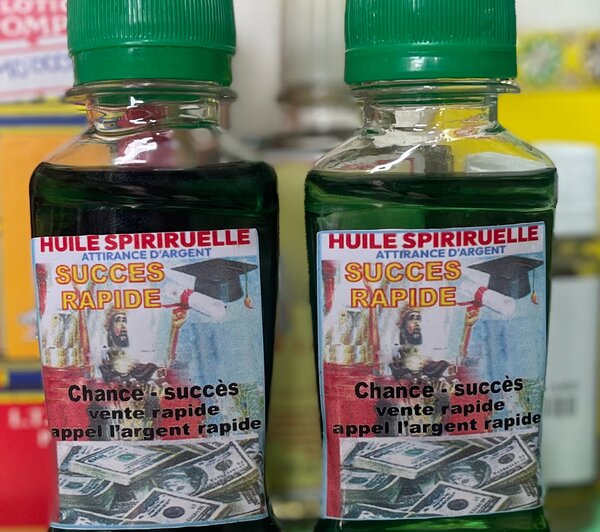 HUILE SPIRIRUELLE
ATTIRANCE D'ARGENT
SUCCES
RAPIDE
Chance - succès
vente rapide
appel l'argent rapide
HUILE SPIRIRUELLE
ATTIRANCE D'ARGENT
SUCCES
RAPIDE
Chance - succès
vente rapide
appel l'argent rapide